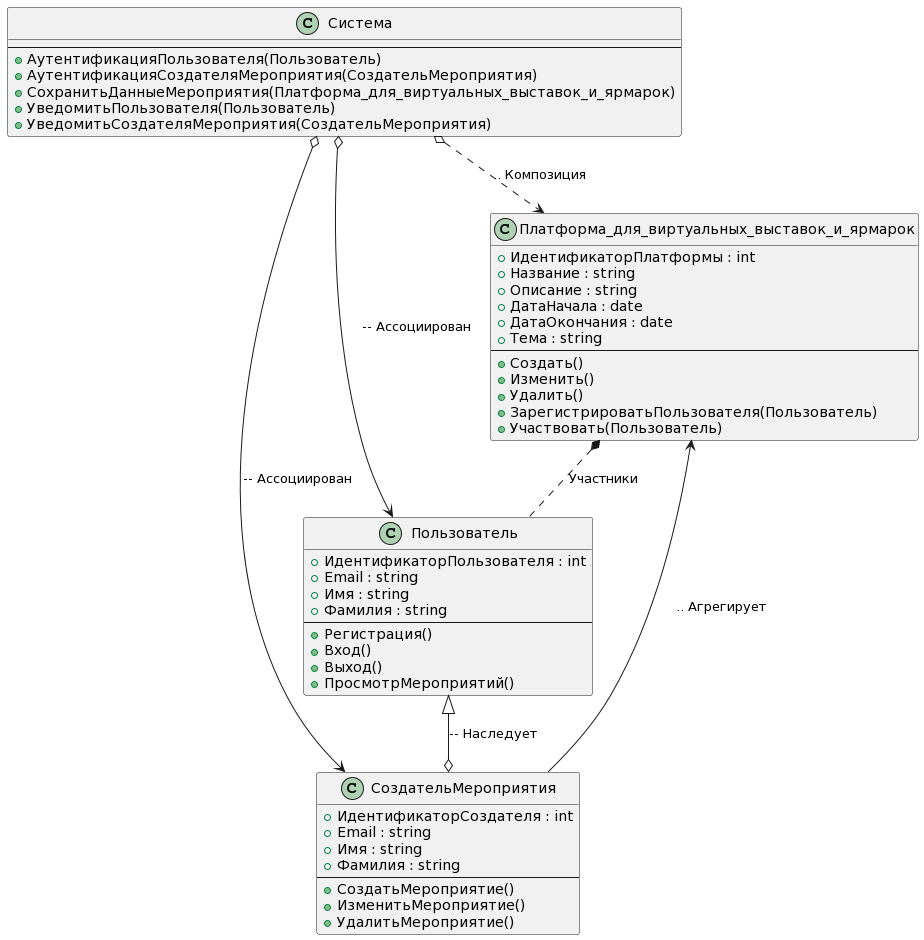 C Система
АутентификацияПользователя(Пользователь)
АутентификацияСоздателяМероприятия(СоздательМероприятия)
СохранитьДанныеМероприятия(Платформа_для_виртуальных_выставок_и_ярмарок)
УведомитьПользователя(Пользователь)
УведомитьСоздателяМероприятия(СоздательМероприятия)
. Композиция
C Платформа_для_виртуальных_выставок_и_ярмарок
ИдентификаторПлатформы : int
Название : string
Описание : string
ДатаНачала : date
ДатаОкончания : date
Тема : string
Создать()
Изменить()
Удалить()
ЗарегистрироватьПользователя(Пользователь)
Участвовать(Пользователь)
-- Ассоциирован
-- Ассоциирован
Участники
C Пользователь
ИдентификаторПользователя : int
Email : string
Имя : string
Фамилия : string
Регистрация()
Вход()
Выход()
ПросмотрМероприятий()
.. Агрегирует
-- Наследует
C СоздательМероприятия
ИдентификаторСоздателя : int
Email : string
Имя : string
Фамилия : string
СоздатьМероприятие()
ИзменитьМероприятие()
УдалитьМероприятие()